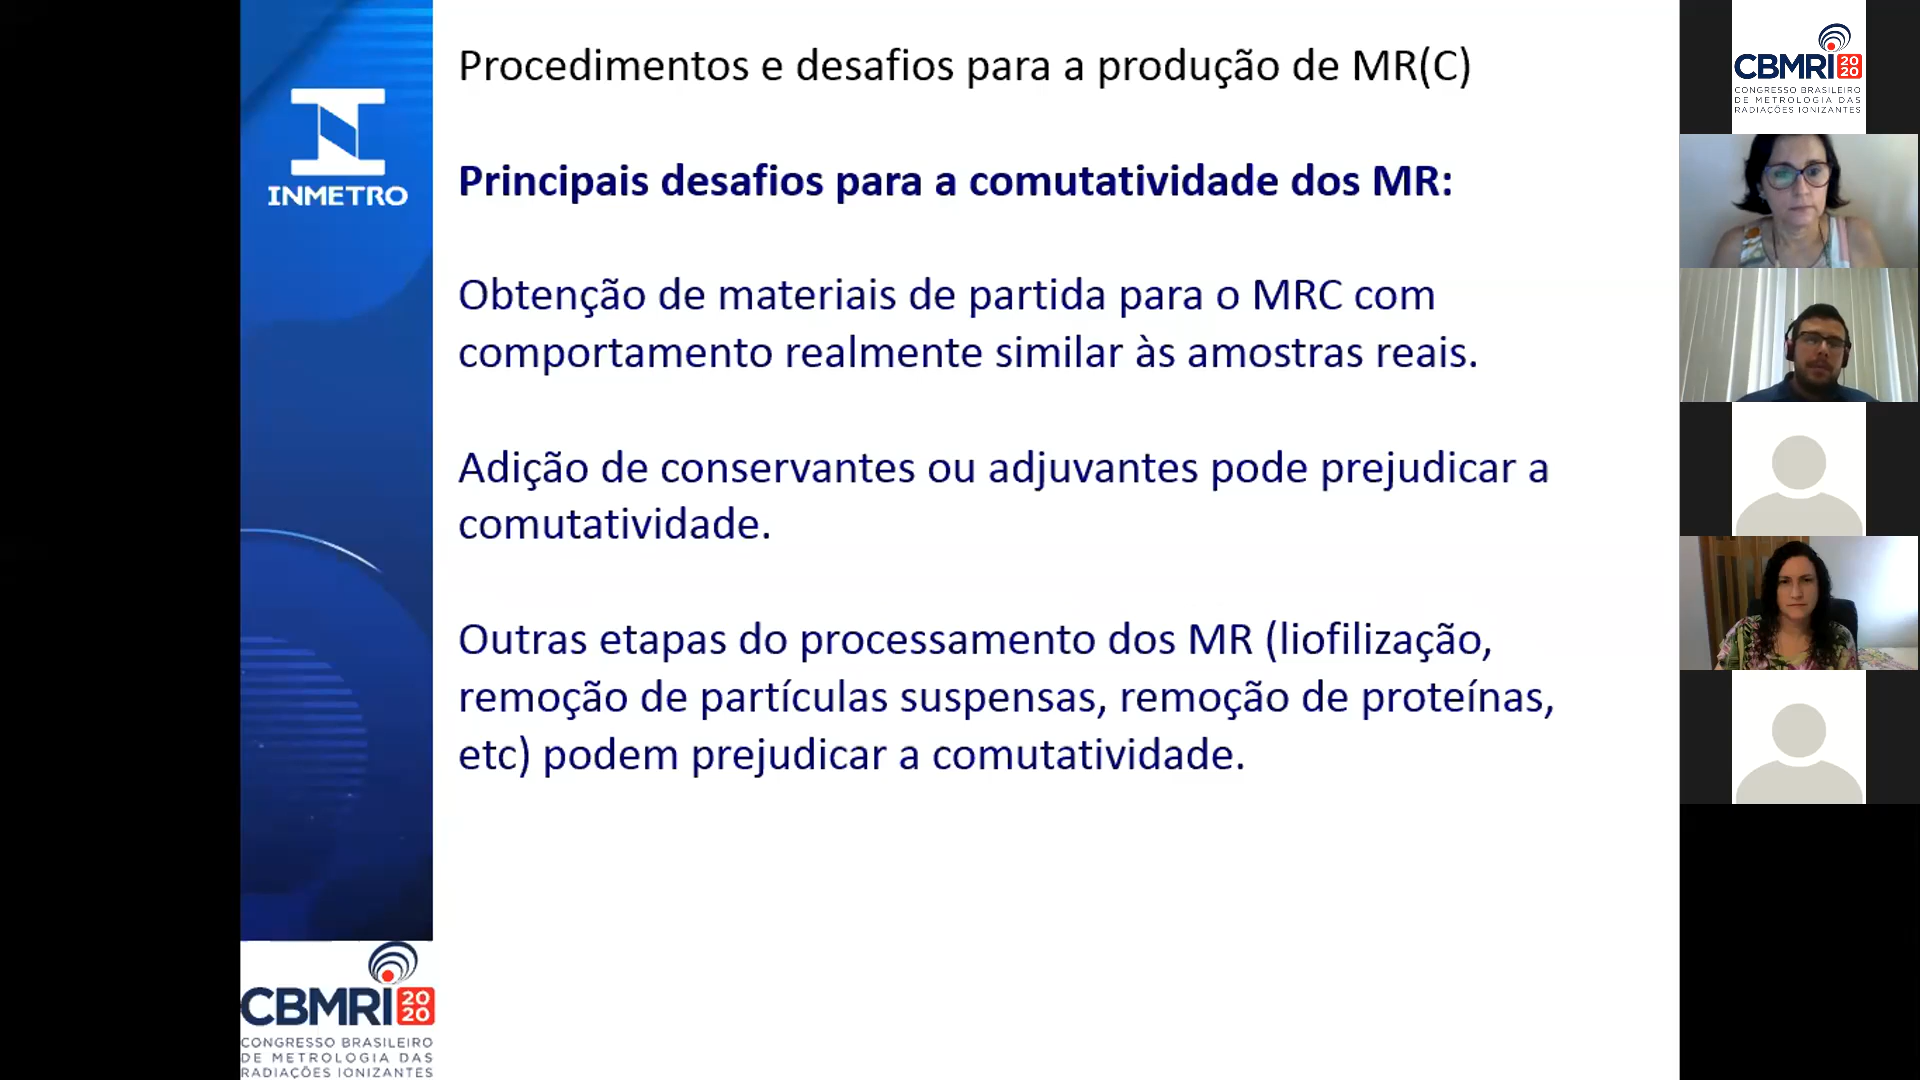 INMETRO
Procedimentos e desafios para a produção de MR(C)
Principais desafios para a comutatividade dos MR:
Obtenção de materiais de partida para o MRC com
comportamento realmente similar às amostras reais.
Adição de conservantes ou adjuvantes pode prejudicar a
comutatividade.
Outras etapas do processamento dos MR (liofilização,
remoção de partículas suspensas, remoção de proteínas,
etc) podem prejudicar a comutatividade.
CBMRI 20
20
CONGRESSO BRASILEIRO
DE METROLOGIA DAS
RADIAÇÕES IONIZANTES
CBMRI 20
20
CONGRESSO BRASILEIRO
DE METROLOGIA DAS
RADIAÇÕES IONIZANTES